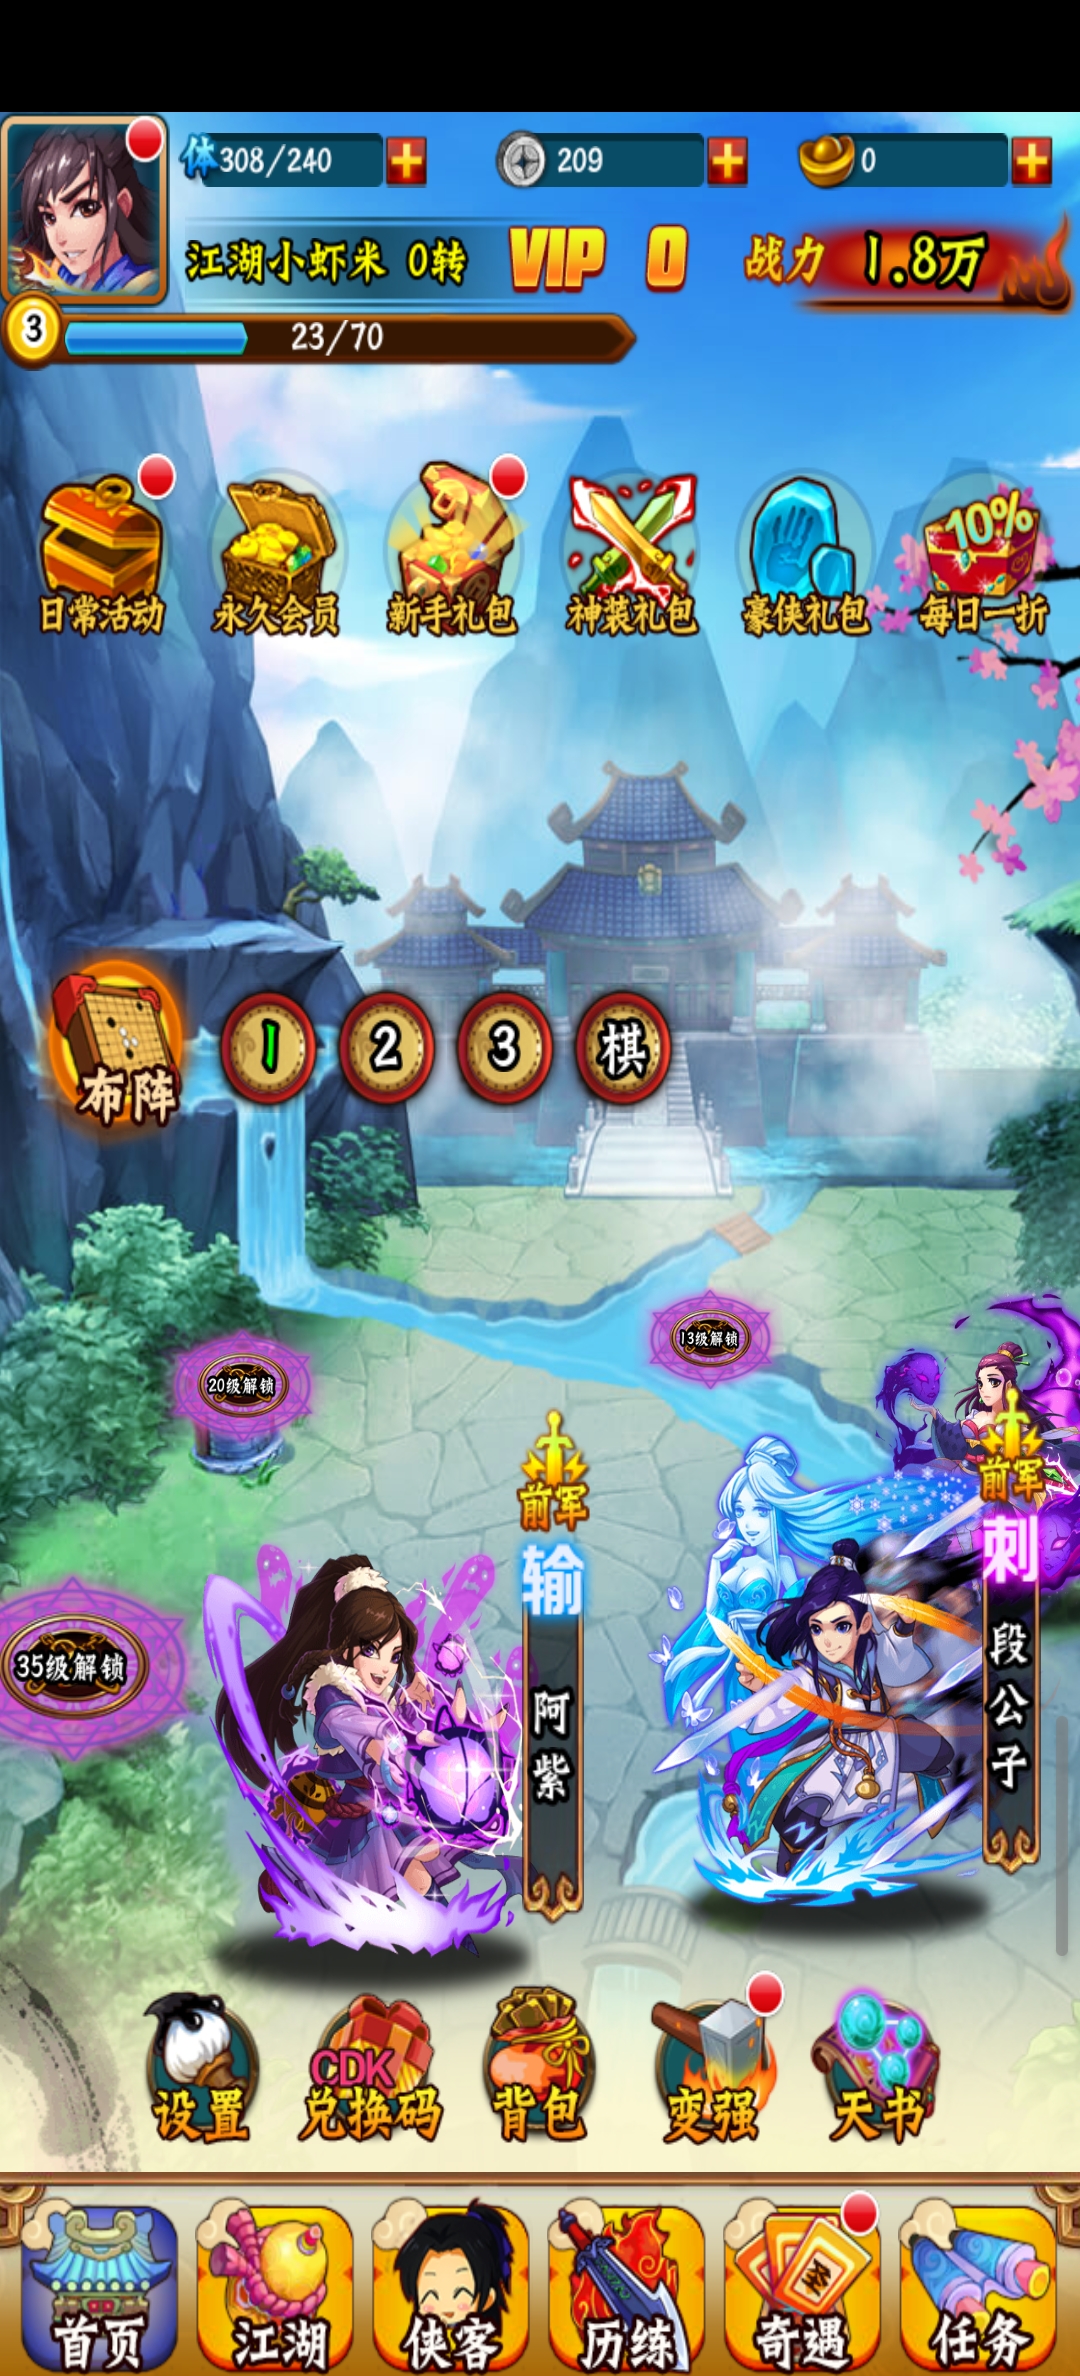 体 308/240
209
0
江湖小虾米 0转
VIP 0
战力 1.8万
3
23/70
日常活动
永久会员
新手礼包
神装礼包
豪侠礼包
10%
每日一折
布阵
1
2
3
棋
13级解锁
20级解锁
前军
前军
输
刺
35级解锁
阿紫
段公子
设置
CDK
兑换码
背包
变强
天书
首页
江湖
侠客
历练
奇遇
任务